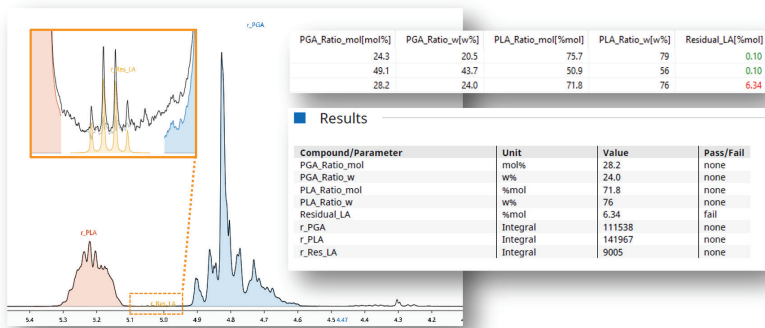 r_PGA
r_Res_LA
r_PLA
r_Res_LA
5.4 5.3 5.2 5.1 5.0 4.9 4.8 4.7 4.6 4.5 4.47 4.4 4.3 4.2
PGA_Ratio_mol[mol%] PGA_Ratio_w[w%] PLA_Ratio_mol[%mol] PLA_Ratio_w[w%] Residual_LA[%mol]
24.3 20.5 75.7 79 0.10
49.1 43.7 50.9 56 0.10
28.2 24.0 71.8 76 6.34
Results
Compound/Parameter Unit Value Pass/Fail
PGA_Ratio_mol mol% 28.2 none
PGA_Ratio_w w% 24.0 none
PLA_Ratio_mol %mol 71.8 none
PLA_Ratio_w w% 76 none
Residual_LA %mol 6.34 fail
r_PGA Integral 111538 none
r_PLA Integral 141967 none
r_Res_LA Integral 9005 none